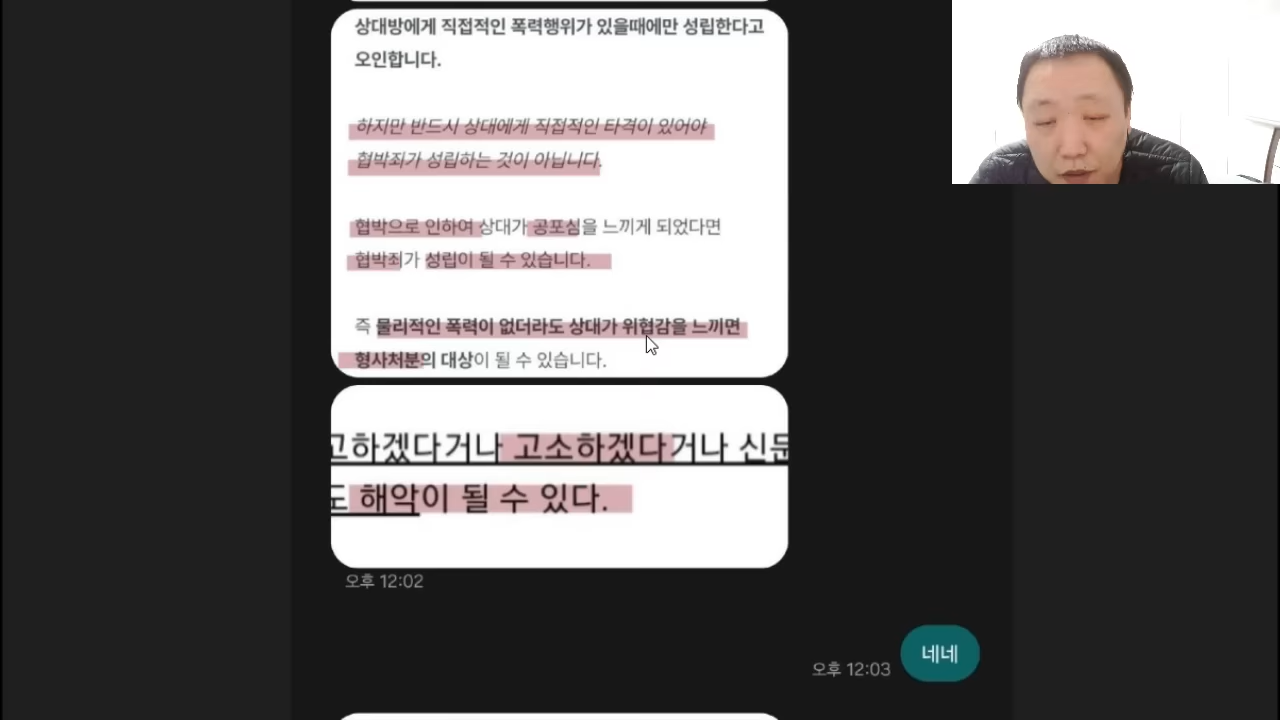 상대방에게 직접적인 폭력행위가 있을때에만 성립한다고
오인합니다.
하지만 반드시 상대에게 직접적인 타격이 있어야
협박죄가 성립하는 것이 아닙니다.
협박으로 인하여 상대가 공포심을 느끼게 되었다면
협박죄가 성립이 될 수 있습니다.
즉 물리적인 폭력이 없더라도 상대가 위협감을 느끼면
형사처분의 대상이 될 수 있습니다.
고하겠다거나 고소하겠다거나 신문
도 해악이 될 수 있다.
오후 12:02
네네
오후 12:03